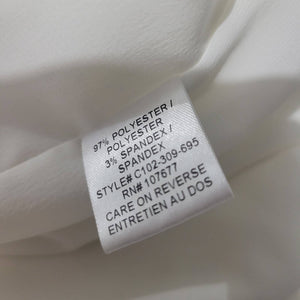 97% POLYESTER /
POLYESTER
3% SPANDEX /
SPANDEX
STYLE# C102-309-695
RN# 107677
CARE ON REVERSE
ENTRETIEN AU DOS